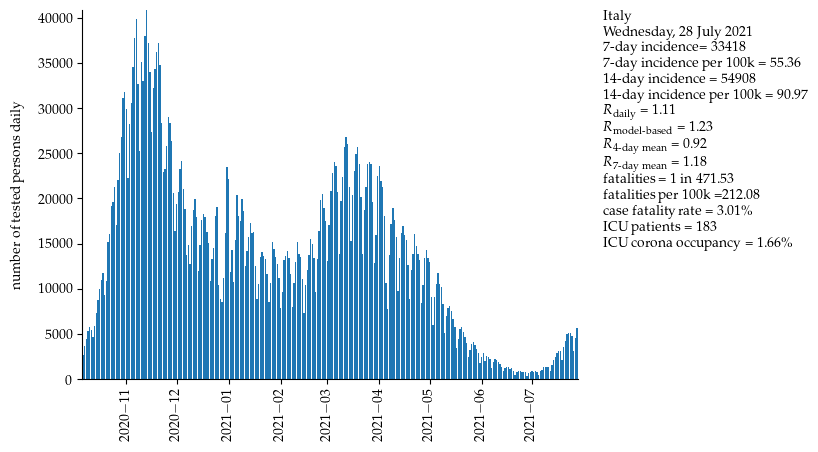 40000
35000
30000
25000
20000
15000
10000
5000
0
number of tested persons daily
2020−11
2020−12
2021−01
2021−02
2021−03
2021−04
2021−05
2021−06
2021−07
Italy
Wednesday, 28 July 2021
7-day incidence= 33418
7-day incidence per 100k = 55.36
14-day incidence = 54908
14-day incidence per 100k = 90.97
R_daily = 1.11
R_model-based = 1.23
R_4-day mean = 0.92
R_7-day mean = 1.18
fatalities = 1 in 471.53
fatalities per 100k =212.08
case fatality rate = 3.01%
ICU patients = 183
ICU corona occupancy = 1.66%